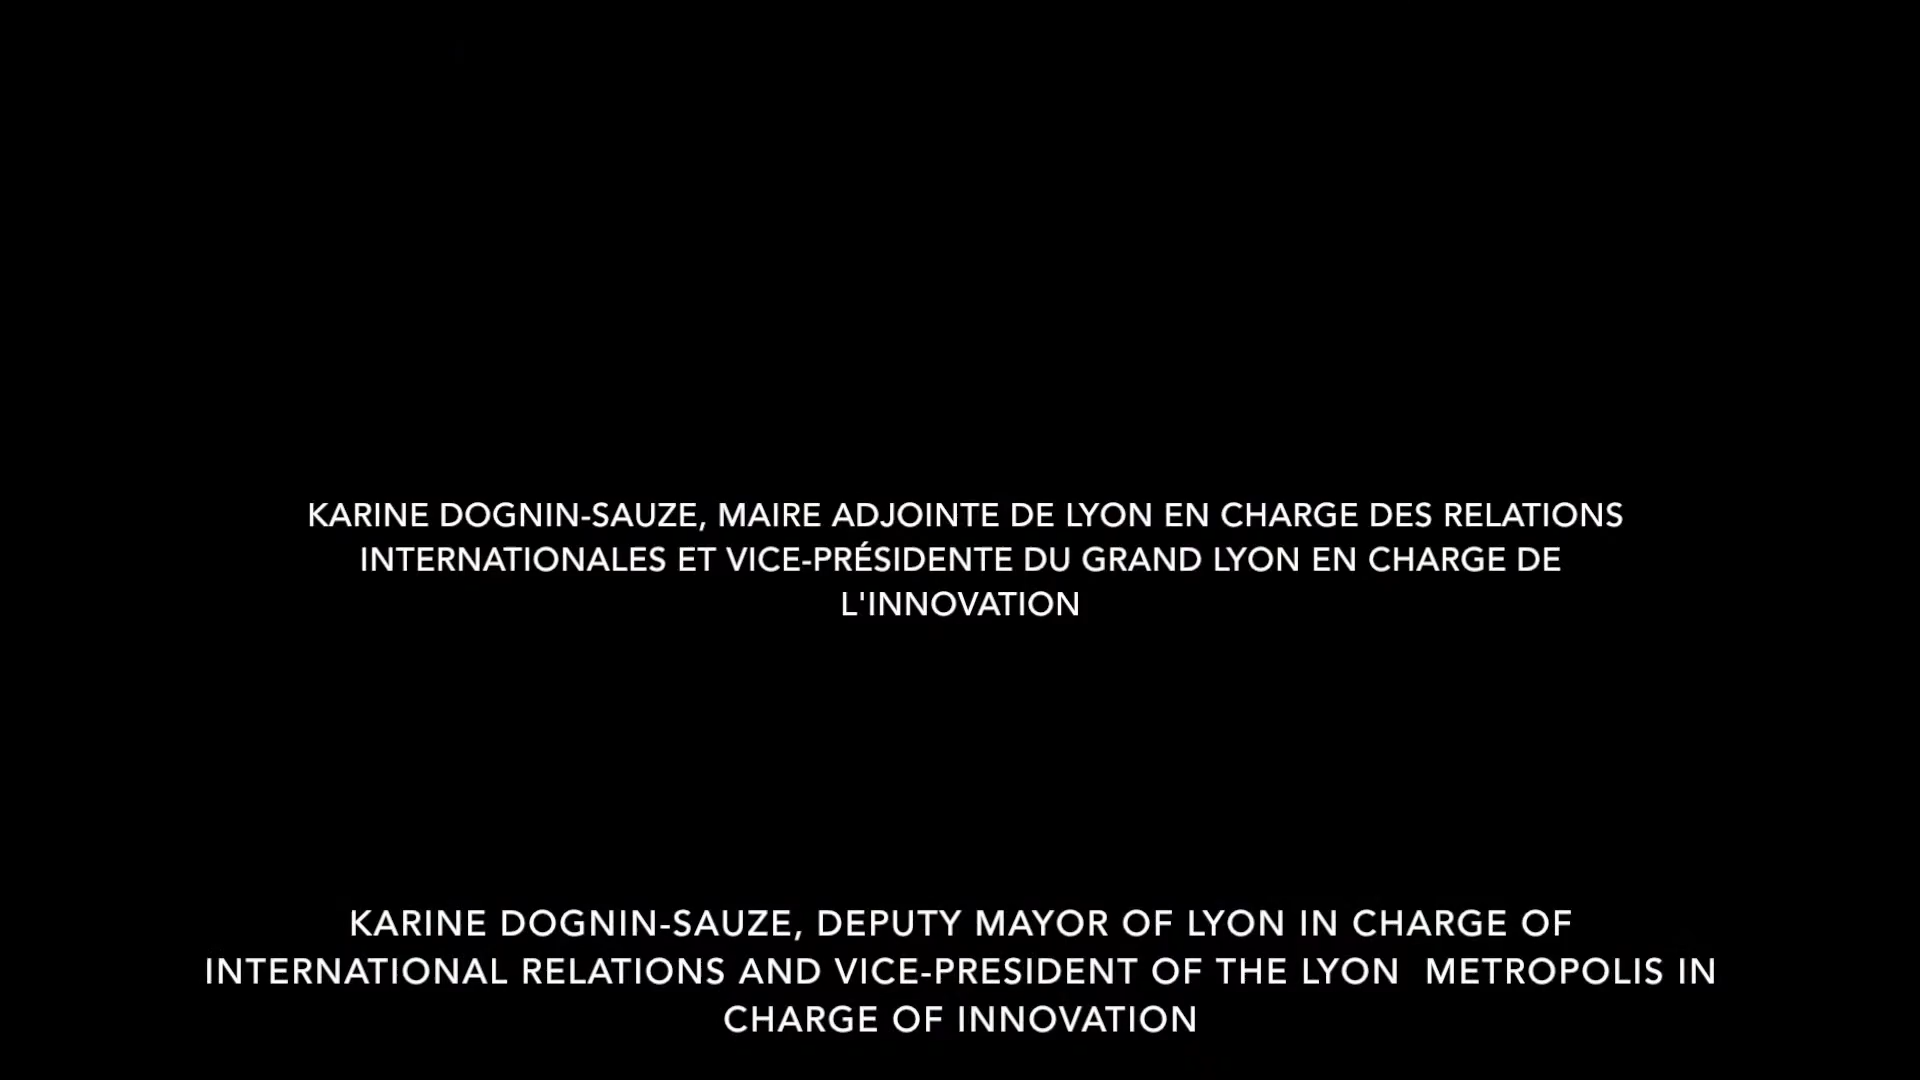 KARINE DOGNIN-SAUZE, MAIRE ADJOINTE DE LYON EN CHARGE DES RELATIONS
INTERNATIONALES ET VICE-PRÉSIDENTE DU GRAND LYON EN CHARGE DE
L'INNOVATION
KARINE DOGNIN-SAUZE, DEPUTY MAYOR OF LYON IN CHARGE OF
INTERNATIONAL RELATIONS AND VICE-PRESIDENT OF THE LYON  METROPOLIS IN
CHARGE OF INNOVATION